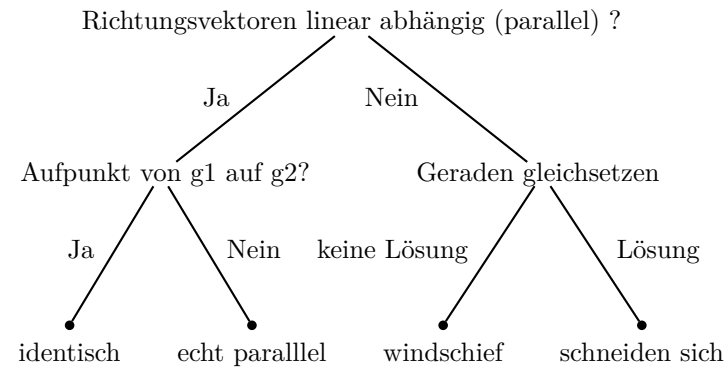 Richtungsvektoren linear abhängig (parallel) ?
Ja
Nein
Aufpunkt von g1 auf g2?
Geraden gleichsetzen
Ja
Nein
keine Lösung
Lösung
identisch
echt paralllel
windschief
schneiden sich